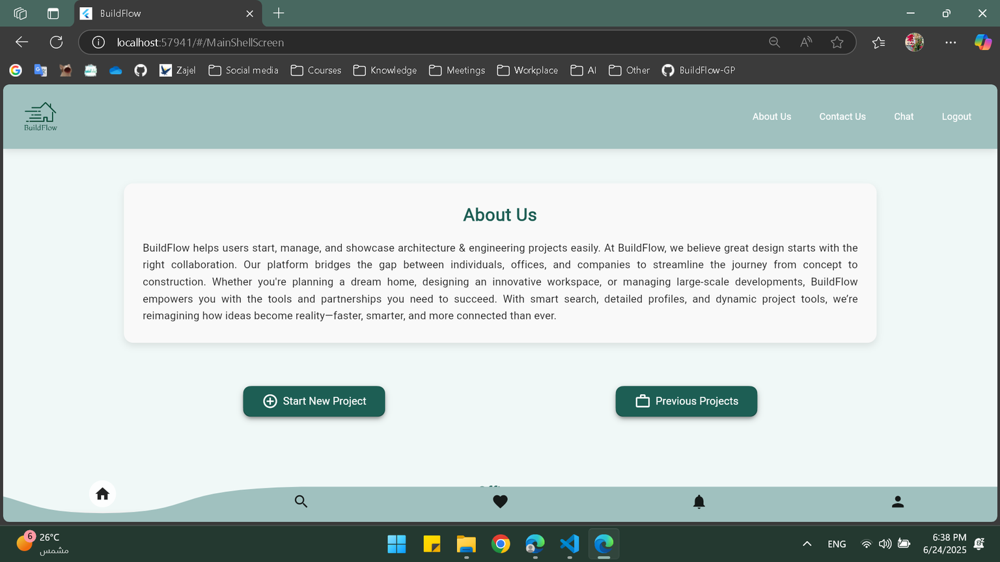 BuildFlow
localhost:57941/#/MainShellScreen
Zajel
Social media
Courses
Knowledge
Meetings
Workplace
AI
Other
BuildFlow-GP
BuildFlow
About Us
Contact Us
Chat
Logout
About Us
BuildFlow helps users start, manage, and showcase architecture & engineering projects easily. At BuildFlow, we believe great design starts with the
right collaboration. Our platform bridges the gap between individuals, offices, and companies to streamline the journey from concept to
construction. Whether you're planning a dream home, designing an innovative workspace, or managing large-scale developments, BuildFlow
empowers you with the tools and partnerships you need to succeed. With smart search, detailed profiles, and dynamic project tools, we’re
reimagining how ideas become reality—faster, smarter, and more connected than ever.
Start New Project
Previous Projects
6
26°C
مشمس
ENG
6:38 PM
6/24/2025